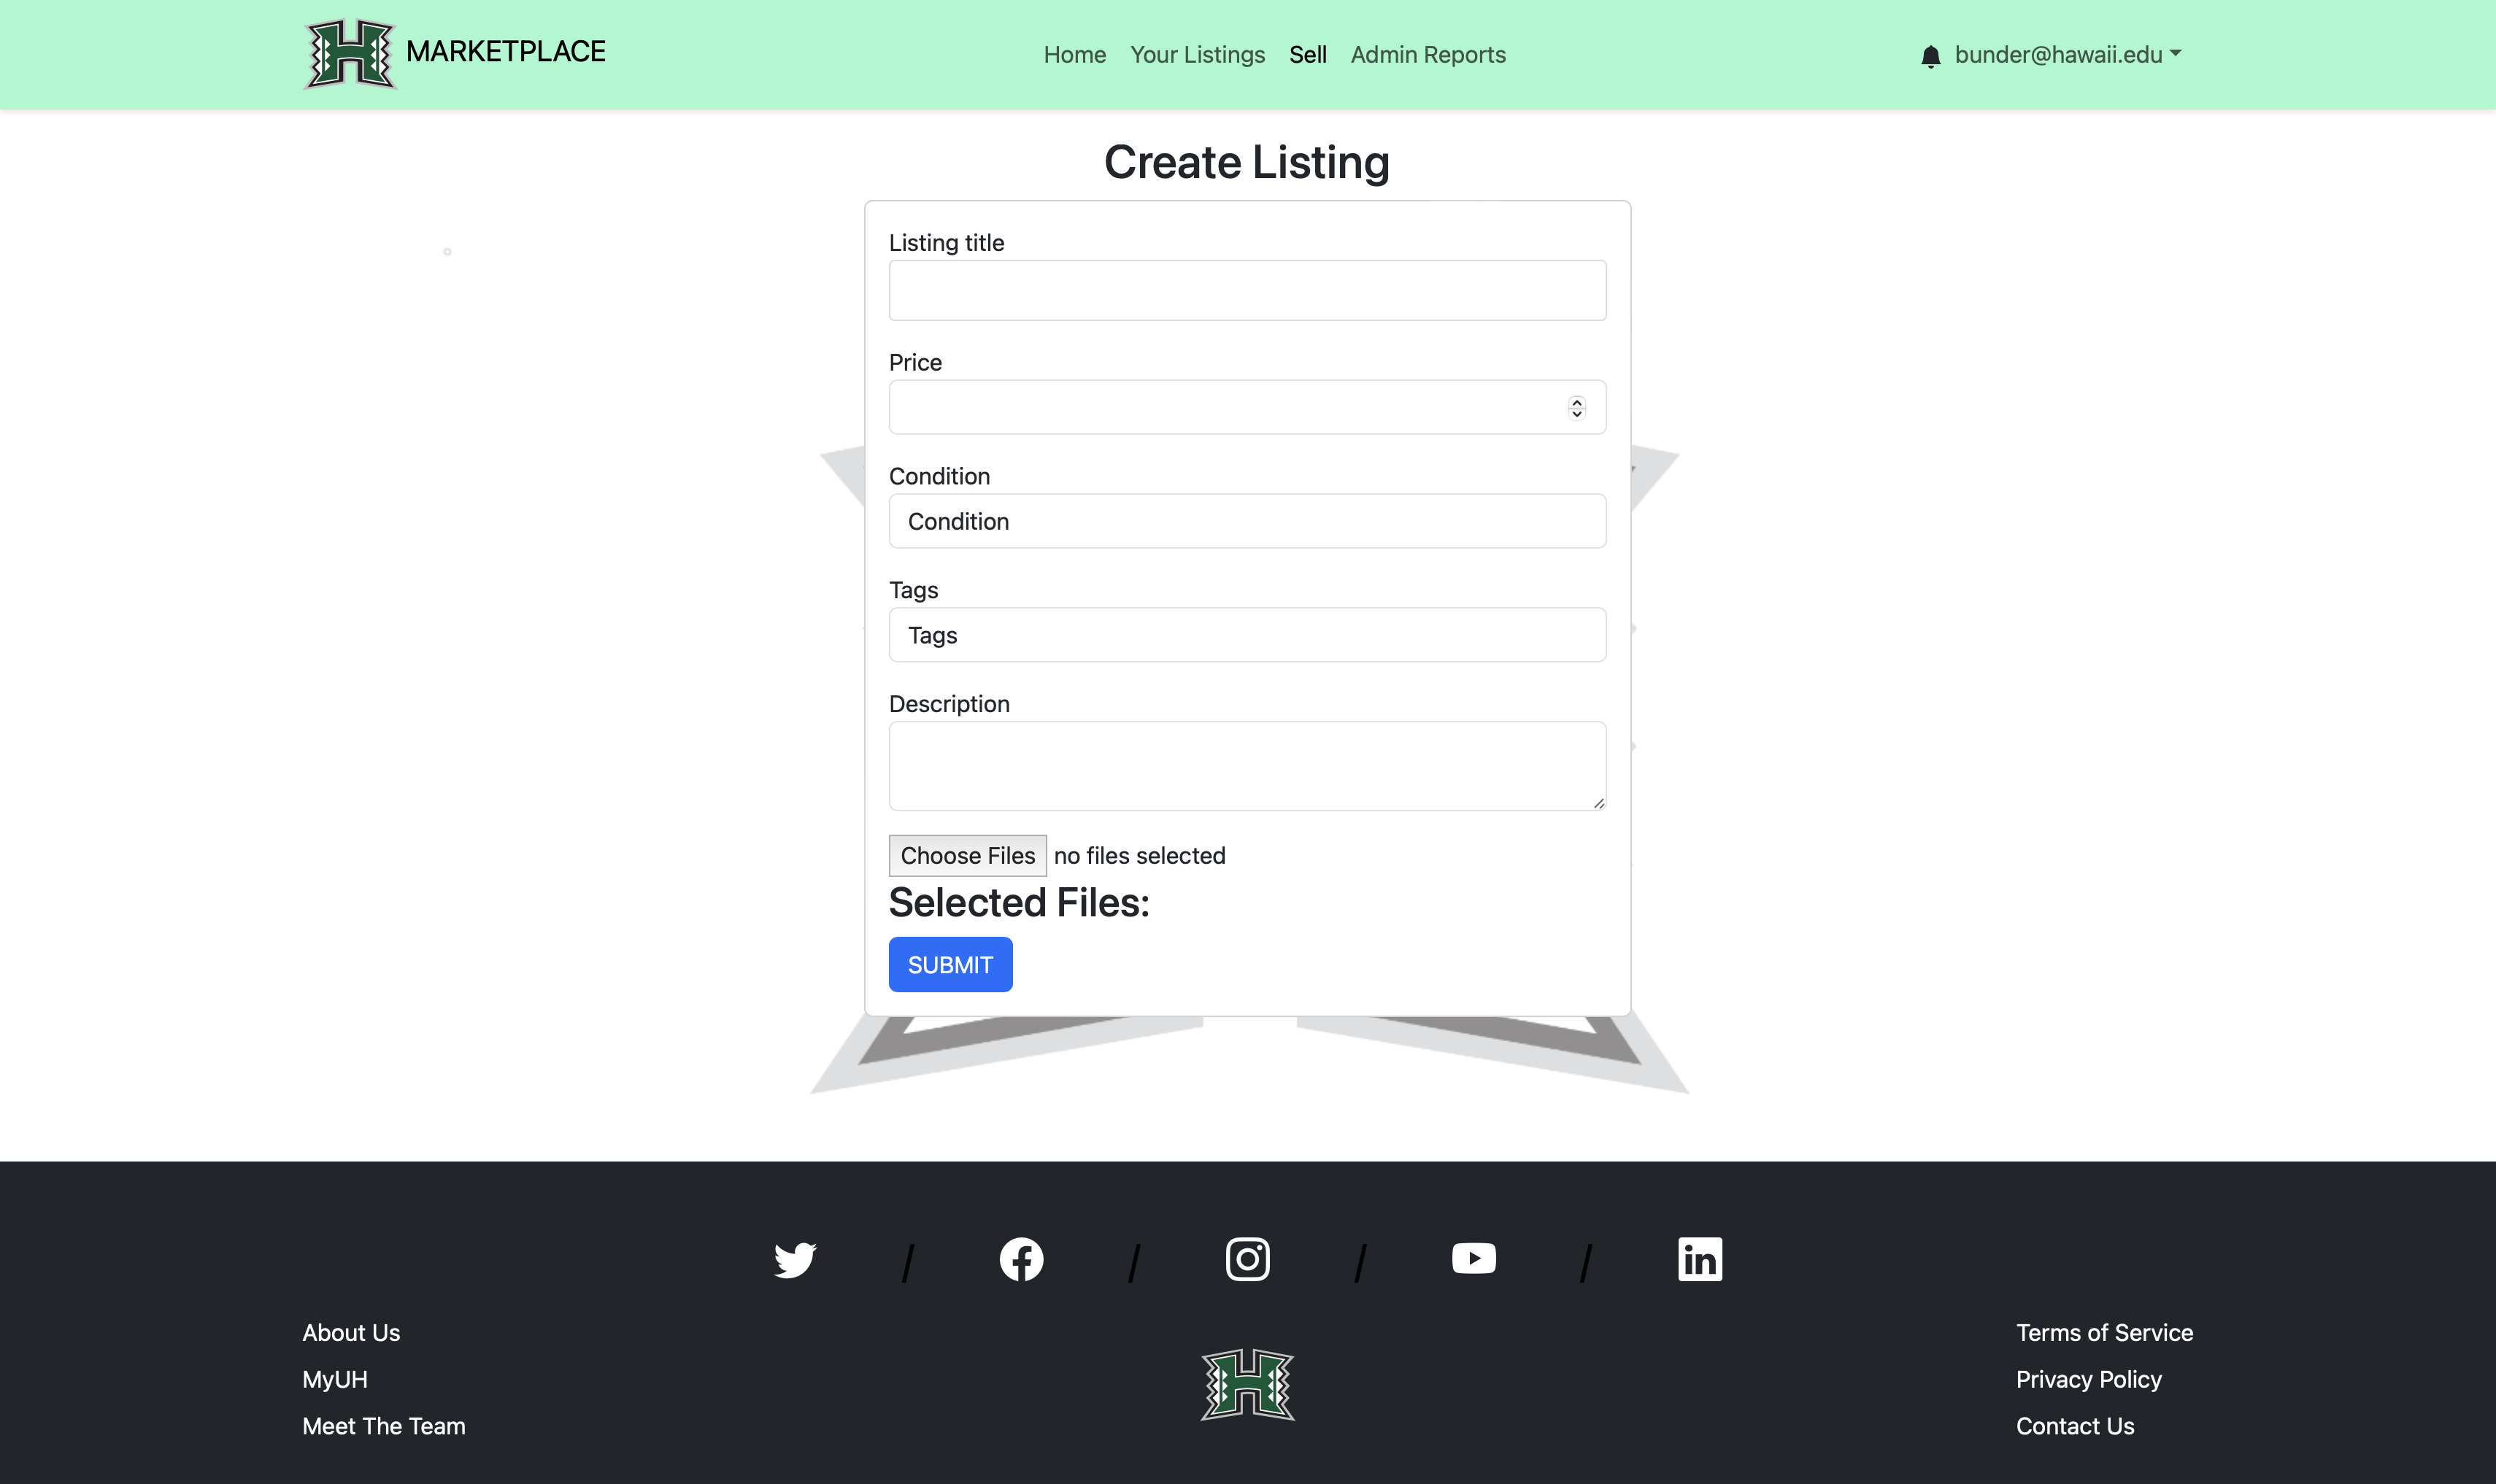 H MARKETPLACE Home Your Listings Sell Admin Reports bunder@hawaii.edu
Create Listing
Listing title
Price
Condition
Condition
Tags
Tags
Description
Choose Files no files selected
Selected Files:
SUBMIT
/ / / /
About Us
MyUH
Meet The Team
H
Terms of Service
Privacy Policy
Contact Us